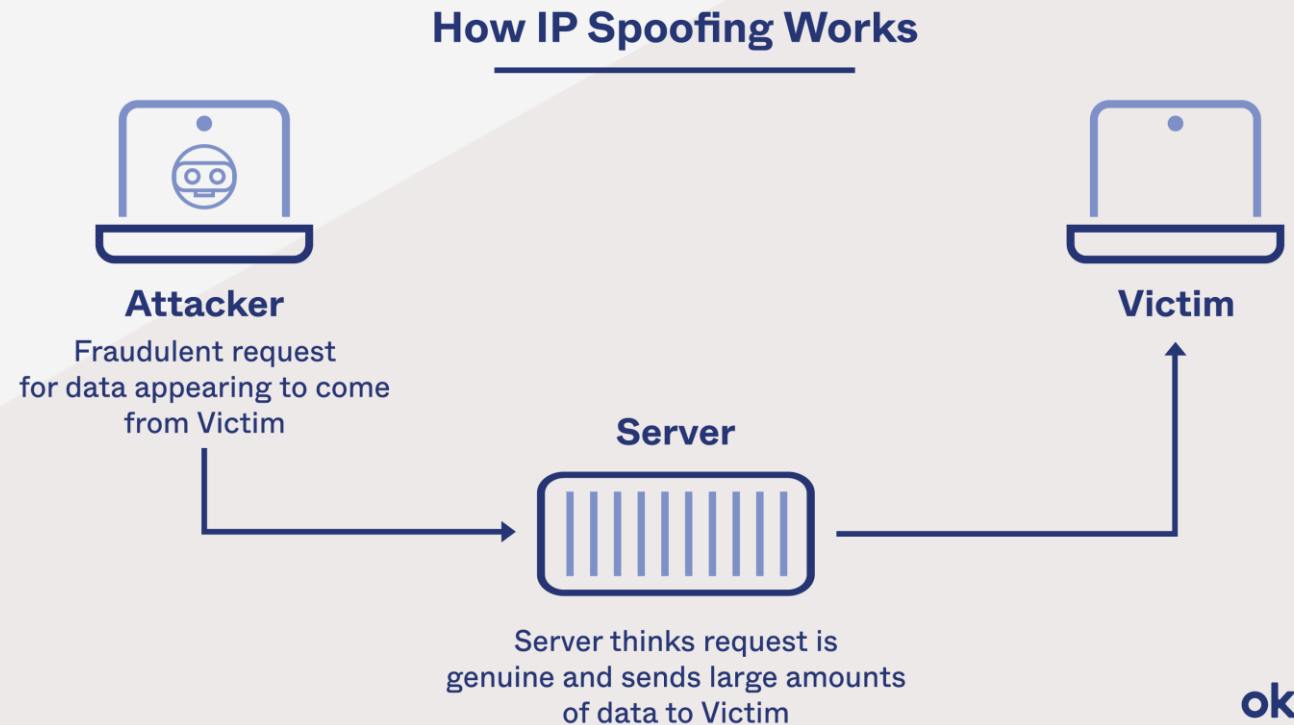 How IP Spoofing Works
Attacker
Fraudulent request
for data appearing to come
from Victim
Victim
Server
Server thinks request is
genuine and sends large amounts
of data to Victim
ok